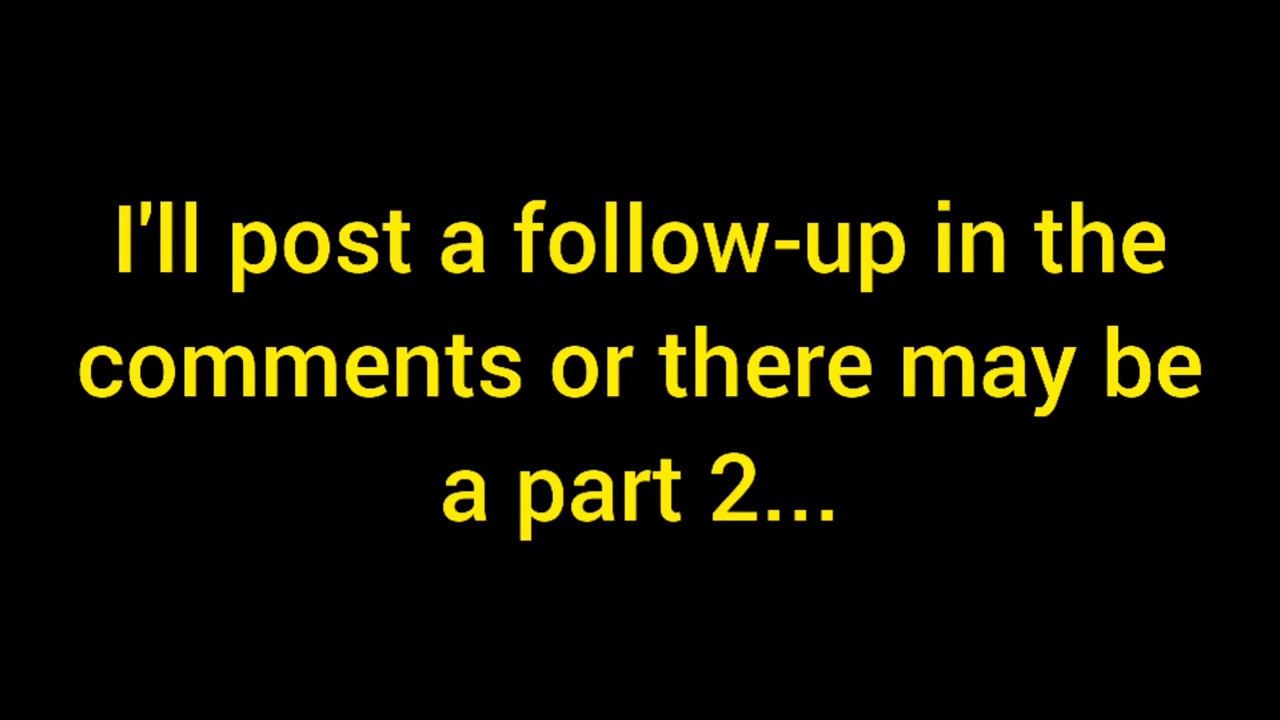 I'll post a follow-up in the
comments or there may be
a part 2...